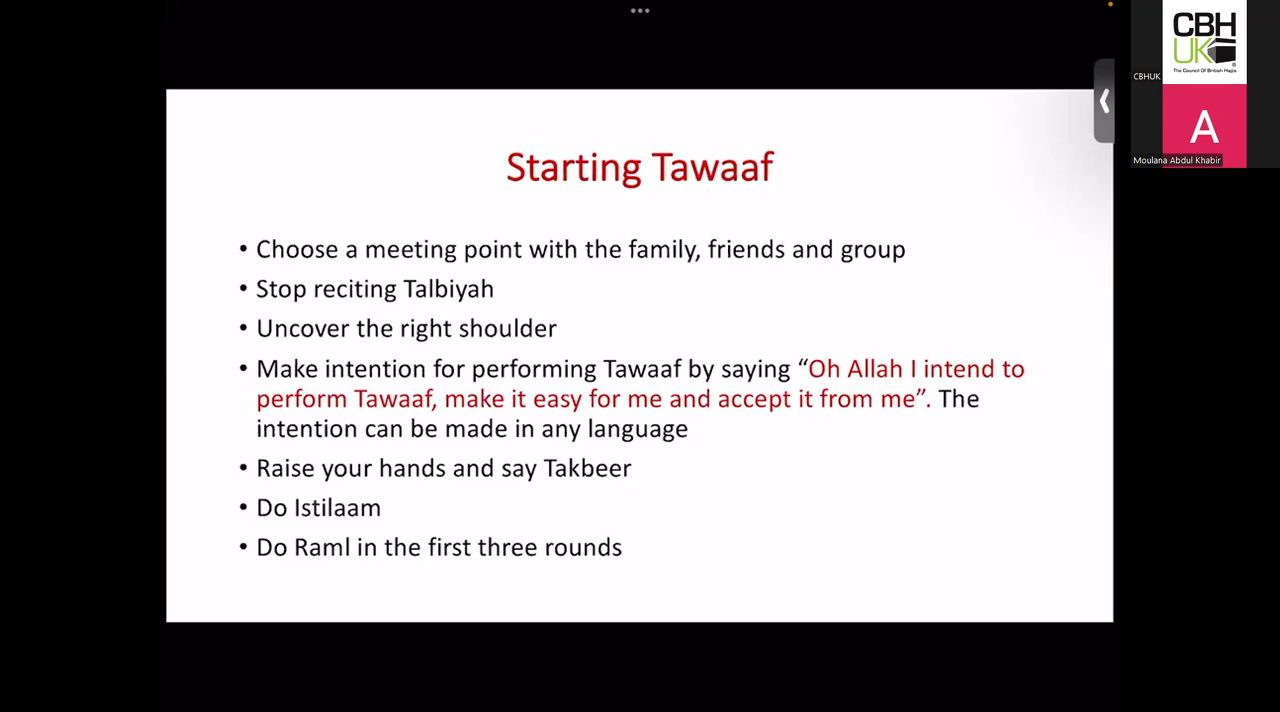 CBH
UK
The Council Of British Hajjis
CBHUK
A
Moulana Abdul Khabir
Starting Tawaaf
• Choose a meeting point with the family, friends and group
• Stop reciting Talbiyah
• Uncover the right shoulder
• Make intention for performing Tawaaf by saying “Oh Allah I intend to
perform Tawaaf, make it easy for me and accept it from me”. The
intention can be made in any language
• Raise your hands and say Takbeer
• Do Istilaam
• Do Raml in the first three rounds